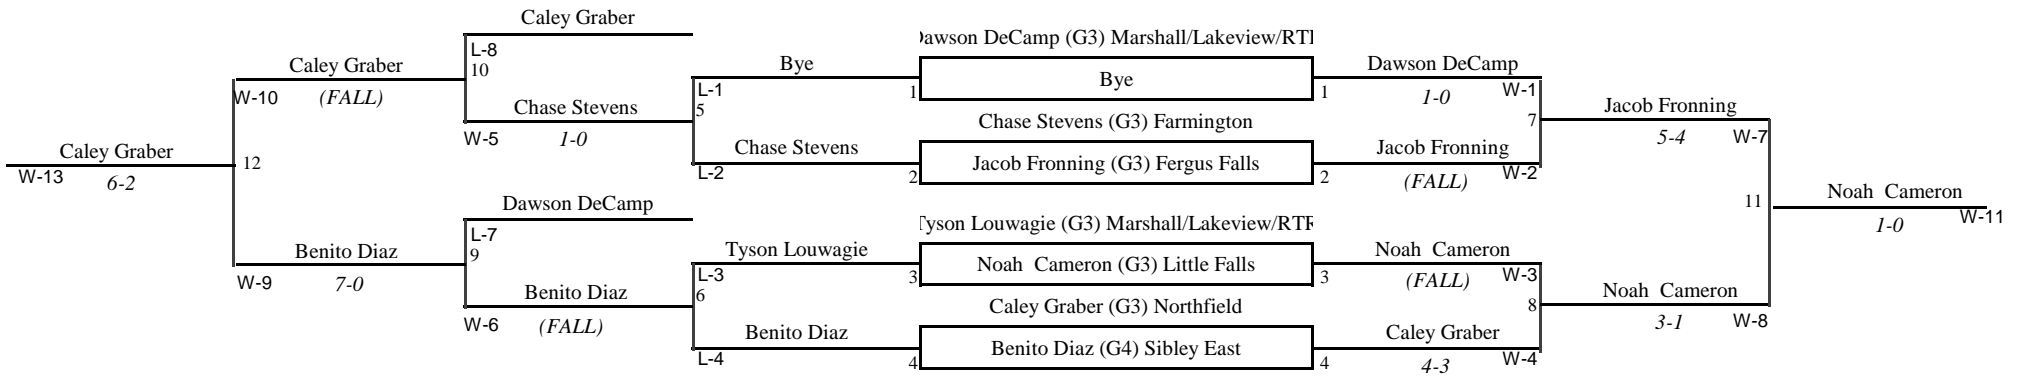 Caley Graber
L-8
10
Caley Graber
W-10
(FALL)
Chase Stevens
W-5
1-0
Caley Graber
W-13
6-2
12
Dawson DeCamp
L-7
9
Benito Diaz
W-9
7-0
Benito Diaz
W-6
(FALL)
Bye
L-1
5
1
Chase Stevens
L-2
2
Tyson Louwagie
L-3
6
3
Benito Diaz
L-4
4
Dawson DeCamp (G3) Marshall/Lakeview/RTR
Bye
Chase Stevens (G3) Farmington
Jacob Fronning (G3) Fergus Falls
Tyson Louwagie (G3) Marshall/Lakeview/RTR
Noah Cameron (G3) Little Falls
Caley Graber (G3) Northfield
Benito Diaz (G4) Sibley East
Dawson DeCamp
1
1-0
W-1
7
Jacob Fronning
2
(FALL)
W-2
Noah Cameron
3
(FALL)
W-3
8
Caley Graber
4
4-3
W-4
Jacob Fronning
5-4
W-7
11
Noah Cameron
3-1
W-8
Noah Cameron
1-0
W-11